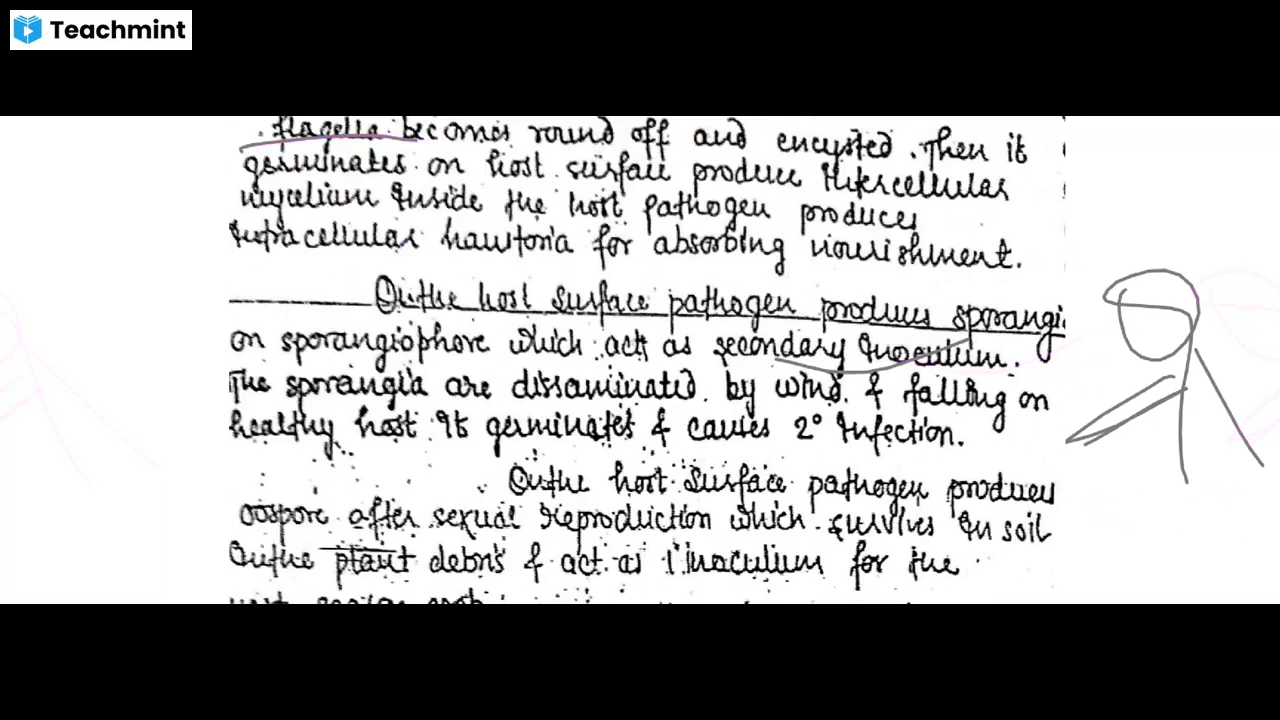 Teachmint
. flagella becomes round off and encysted. Then it
germinates on host surface produce Intercellular
mycelium Inside the host pathogen produces
Intracellular haustoria for absorbing nourishment.
On the host surface pathogen produces sporangi
on sporangiophore which act as secondary Inoculum.
The sporangia are dissaminated by wind & falling on
healthy host It germinates & causes 2° Infection.
On the host surface pathogen produces
oospore after sexual reproduction which survives In soil
On the plant debris & act as 1° inoculum for the